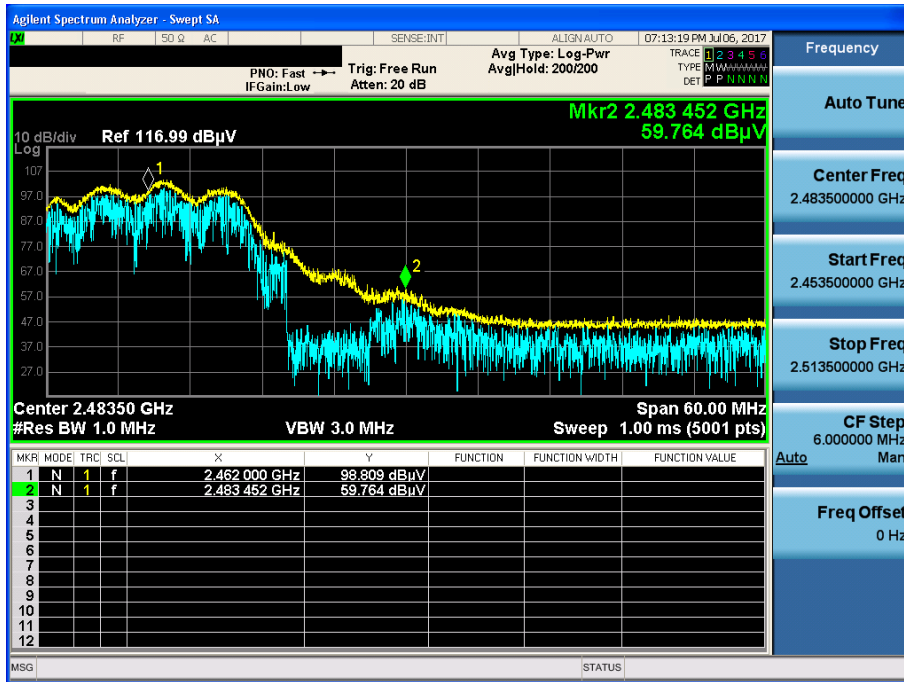 Agilent Spectrum Analyzer - Swept SA
LXI RF 50 Ω AC SENSE:INT ALIGN AUTO 07:13:19 PM Jul 06, 2017
PNO: Fast Trig: Free Run Avg Type: Log-Pwr TRACE 1 2 3 4 5 6
IFGain:Low Atten: 20 dB Avg|Hold: 200/200 TYPE M WWWWW
DET P P N N N N
Mkr2 2.483 452 GHz
59.764 dBµV
10 dB/div Ref 116.99 dBµV
Log
107
97.0
87.0
77.0
67.0
57.0
47.0
37.0
27.0
1
2
Center 2.48350 GHz Span 60.00 MHz
#Res BW 1.0 MHz VBW 3.0 MHz Sweep 1.00 ms (5001 pts)
MKR MODE TRC SCL X Y FUNCTION FUNCTION WIDTH FUNCTION VALUE
1 N 1 f 2.462 000 GHz 98.809 dBµV
2 N 1 f 2.483 452 GHz 59.764 dBµV
3
4
5
6
7
8
9
10
11
12
MSG STATUS
Frequency
Auto Tune
Center Freq
2.483500000 GHz
Start Freq
2.453500000 GHz
Stop Freq
2.513500000 GHz
CF Step
6.000000 MHz
Auto Man
Freq Offset
0 Hz